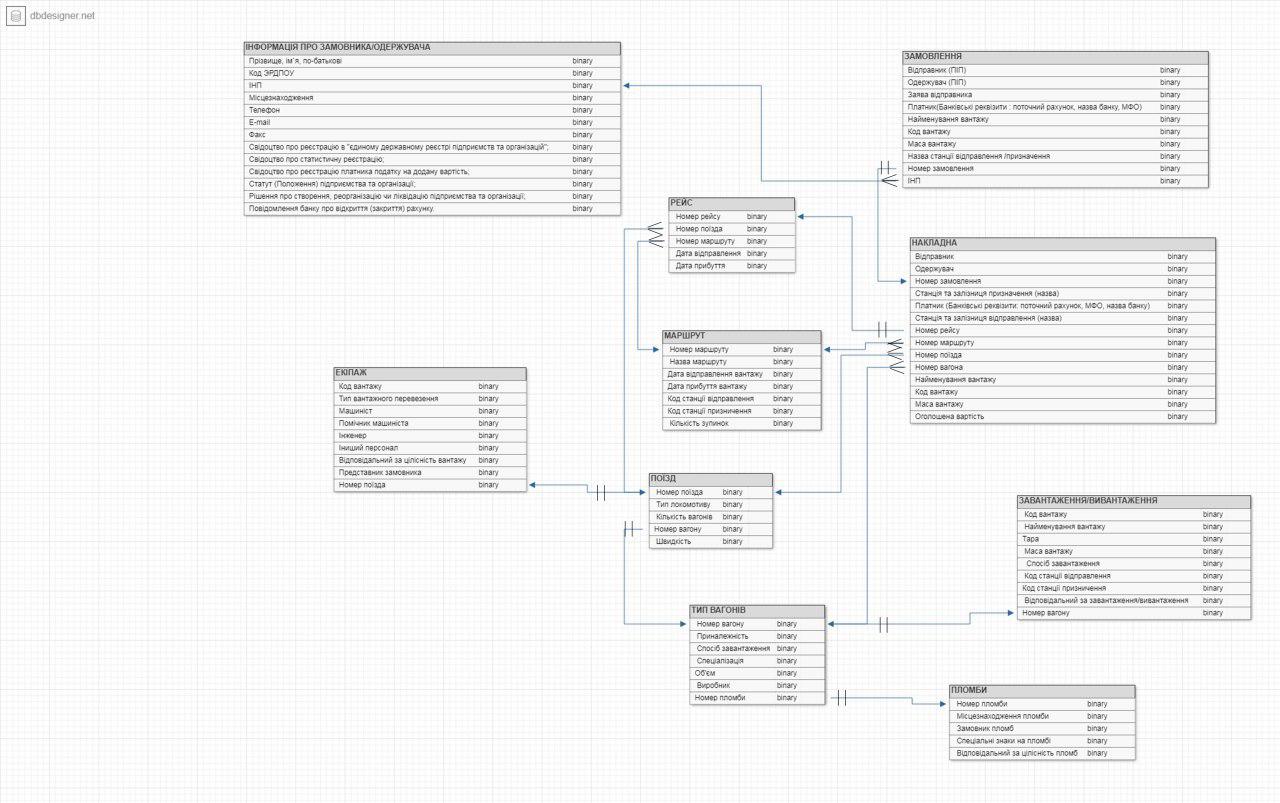 dbdesigner.net
ІНФОРМАЦІЯ ПРО ЗАМОВНИКА/ОДЕРЖУВАЧА
Прізвище, ім`я, по-батькові binary
Код ЭРДПОУ binary
ІНП binary
Місцезнаходження binary
Телефон binary
E-mail binary
Факс binary
Свідоцтво про реєстрацію в "єдиному державному реєстрі підприємств та організацій"; binary
Свідоцтво про статистичну реєстрацію; binary
Свідоцтво про реєстрацію платника податку на додану вартість; binary
Статут (Положення) підприємства та організації; binary
Рішення про створення, реорганізацію чи ліквідацію підприємства та організації; binary
Повідомлення банку про відкриття (закриття) рахунку. binary
ЗАМОВЛЕННЯ
Відправник (ПІП) binary
Одержувач (ПІП) binary
Заява відправника binary
Платник(Банківські реквізити : поточний рахунок, назва банку, МФО) binary
Найменування вантажу binary
Код вантажу binary
Маса вантажу binary
Назва станції відправлення /призначення binary
Номер замовлення binary
ІНП binary
РЕЙС
Номер рейсу binary
Номер поїзда binary
Номер маршруту binary
Дата відправлення binary
Дата прибуття binary
НАКЛАДНА
Відправник binary
Одержувач binary
Номер замовлення binary
Станція та залізниця призначення (назва) binary
Платник (Банківські реквізити: поточний рахунок, МФО, назва банку) binary
Станція та залізниця відправлення (назва) binary
Номер рейсу binary
Номер маршруту binary
Номер поїзда binary
Номер вагона binary
Найменування вантажу binary
Код вантажу binary
Маса вантажу binary
Оголошена вартість binary
МАРШРУТ
Номер маршруту binary
Назва маршруту binary
Дата відправлення вантажу binary
Дата прибуття вантажу binary
Код станції відправлення binary
Код станції призничення binary
Кількість зупинок binary
ЕКІПАЖ
Код вантажу binary
Тип вантажного перевезення binary
Машиніст binary
Помічник машиніста binary
Інженер binary
Іниший персонал binary
Відповідальний за цілісність вантажу binary
Представник замовника binary
Номер поїзда binary
ПОЇЗД
Номер поїзда binary
Тип локомотиву binary
Кількість вагонів binary
Номер вагону binary
Швидкість binary
ЗАВАНТАЖЕННЯ/ВИВАНТАЖЕННЯ
Код вантажу binary
Найменування вантажу binary
Тара binary
Маса вантажу binary
Спосіб завантаження binary
Код станції відправлення binary
Код станції призничення binary
Відповідальний за завантаження/вивантаження binary
Номер вагону binary
ТИП ВАГОНІВ
Номер вагону binary
Приналежність binary
Спосіб завантаження binary
Спеціалізація binary
Об'єм binary
Виробник binary
Номер пломби binary
ПЛОМБИ
Номер пломби binary
Місцезнаходження пломби binary
Замовник пломб binary
Спеціальні знаки на пломбі binary
Відповідальний за цілісність пломб binary